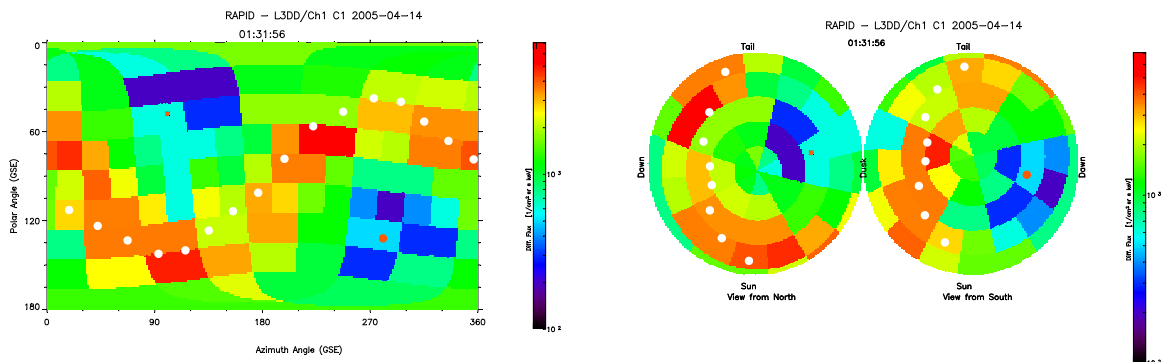 RAPID – L3DD/Ch1 C1 2005-04-14
01:31:56
0
60
120
180
0
90
180
270
360
Polar Angle (GSE)
Azimuth Angle (GSE)
10³
10²
Diff. Flux [1/cm² sr s keV]
RAPID – L3DD/Ch1 C1 2005-04-14
01:31:56
Tail
Tail
Down
Dusk
Down
Sun
View from North
Sun
View from South
10³
Diff. Flux [1/cm² sr s keV]